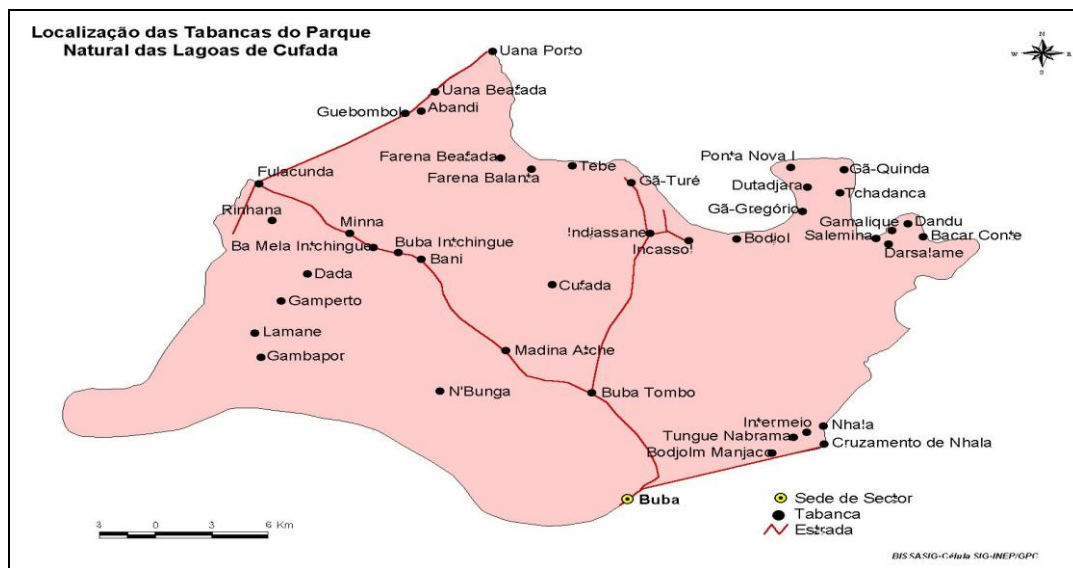 Localização das Tabancas do Parque
Natural das Lagoas de Cufada
N
W
E
S
Uana Porto
Uana Beafada
Guebombol
Abandi
Farena Beafada
Farena Balanta
Tebe
Gã-Turé
Ponta Nova I
Gã-Quinda
Dutadjara
Tchadanca
Gã-Gregório
Gamalique
Dandu
Salemina
Bacar Conte
Darsalame
Fulacunda
Rinhana
Minna
Ba Mela Intchingue
Buba Intchingue
Bani
Indjassane
Incassol
Bodjol
Dada
Cufada
Gamperto
Lamane
Gambapor
Madina Atche
N'Bunga
Buba Tombo
Intermeio
Nhala
Tungue Nabrama
Cruzamento de Nhala
Bodjolm Manjaco
Buba
Sede de Sector
Tabanca
Estrada
3 0 3 6 Km
BISSASIG-Célula SIG-INEP/GPC